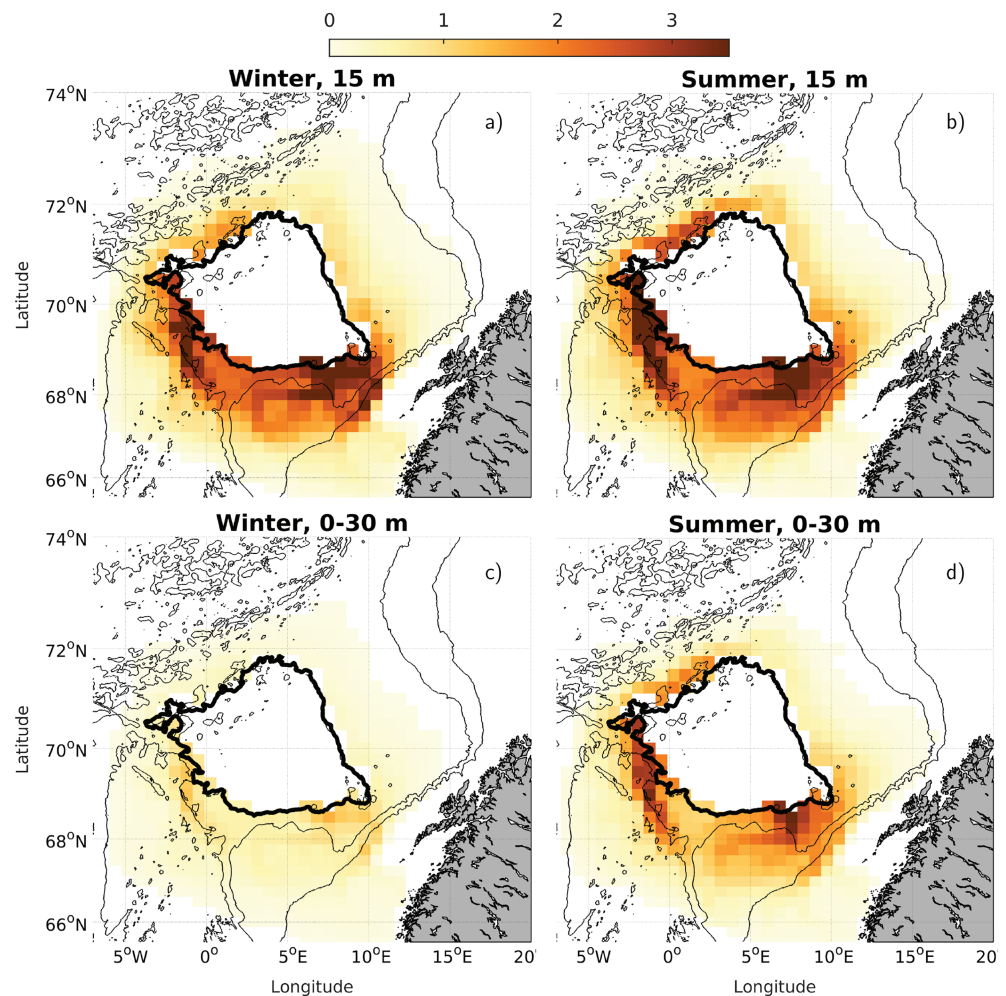 0 1 2 3
Winter, 15 m Summer, 15 m
74°N
a) b)
72°N
Latitude
70°N
68°N
66°N
Winter, 0-30 m Summer, 0-30 m
74°N
c) d)
72°N
Latitude
70°N
68°N
66°N
5°W 0° 5°E 10°E 15°E 20° 5°W 0° 5°E 10°E 15°E 20°
Longitude Longitude